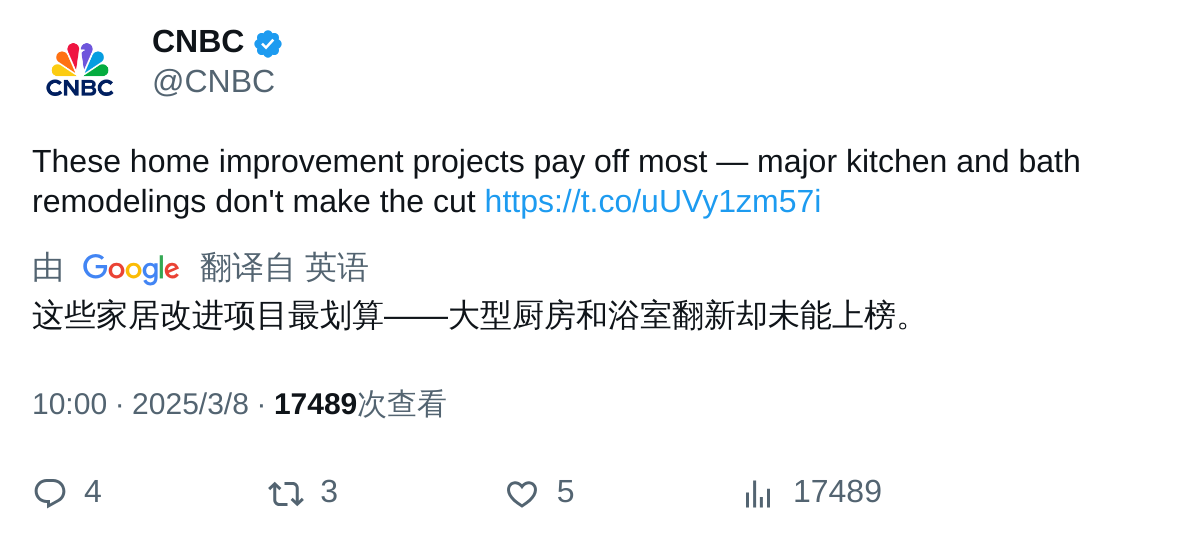 CNBC
CNBC
@CNBC
These home improvement projects pay off most — major kitchen and bath
remodelings don't make the cut https://t.co/uUVy1zm57i
由 Google 翻译自 英语
这些家居改进项目最划算——大型厨房和浴室翻新却未能上榜。
10:00 · 2025/3/8 · 17489次查看
4 3 5 17489